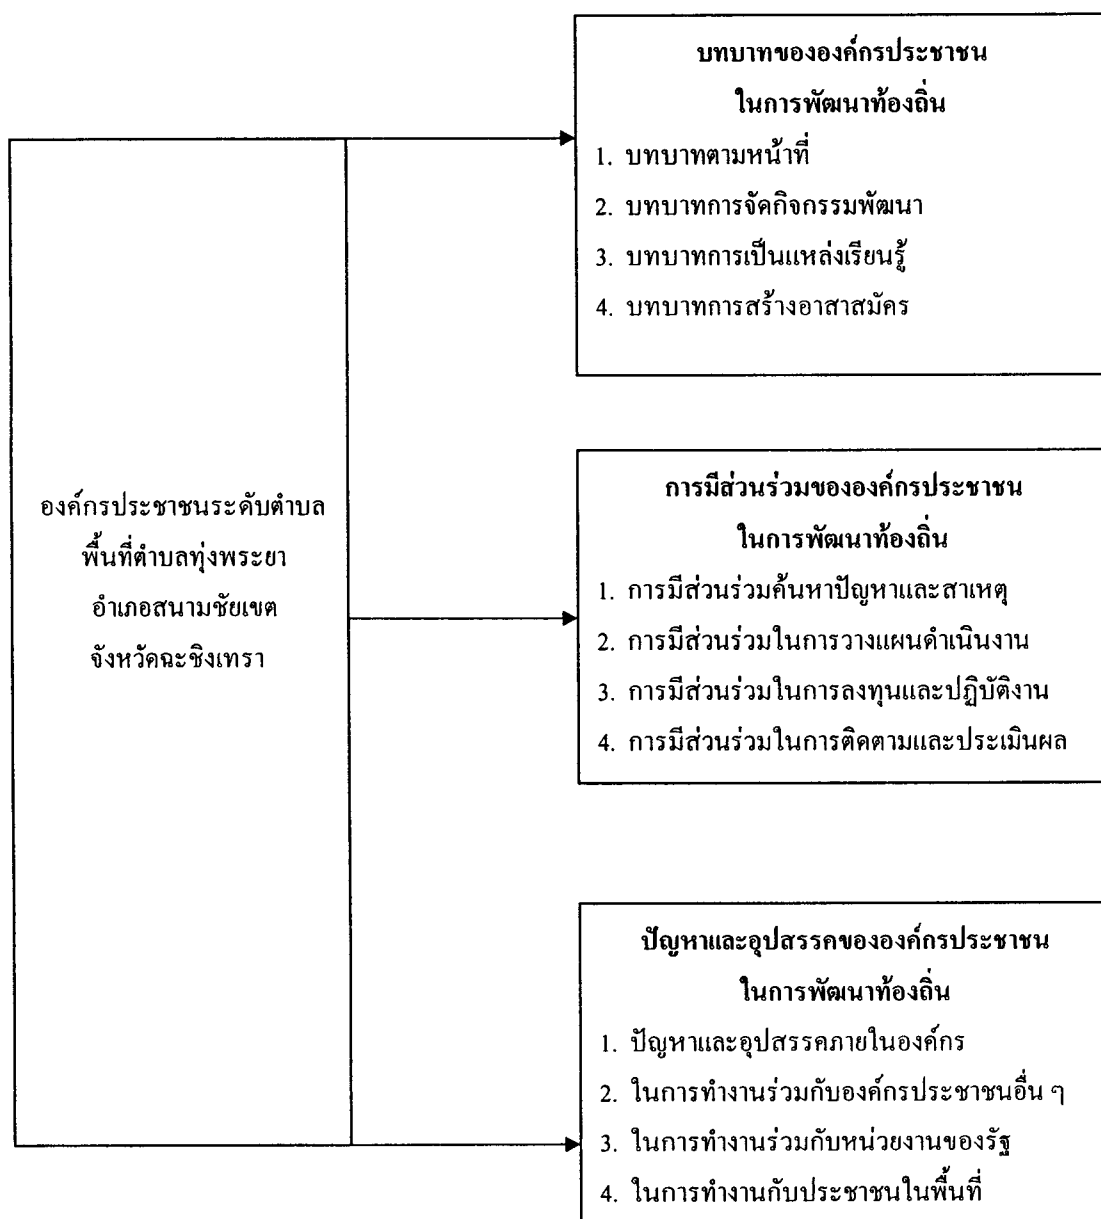 บทบาทขององค์กรประชาชน
ในการพัฒนาท้องถิ่น
1. บทบาทตามหน้าที่
2. บทบาทการจัดกิจกรรมพัฒนา
3. บทบาทการเป็นแหล่งเรียนรู้
4. บทบาทการสร้างอาสาสมัคร
องค์กรประชาชนระดับตำบล
พื้นที่ตำบลทุ่งพระยา
อำเภอสนามชัยเขต
จังหวัดฉะชิงเทรา
การมีส่วนร่วมขององค์กรประชาชน
ในการพัฒนาท้องถิ่น
1. การมีส่วนร่วมค้นหาปัญหาและสาเหตุ
2. การมีส่วนร่วมในการวางแผนดำเนินงาน
3. การมีส่วนร่วมในการลงทุนและปฏิบัติงาน
4. การมีส่วนร่วมในการติดตามและประเมินผล
ปัญหาและอุปสรรคขององค์กรประชาชน
ในการพัฒนาท้องถิ่น
1. ปัญหาและอุปสรรคภายในองค์กร
2. ในการทำงานร่วมกับองค์กรประชาชนอื่น ๆ
3. ในการทำงานร่วมกับหน่วยงานของรัฐ
4. ในการทำงานกับประชาชนในพื้นที่